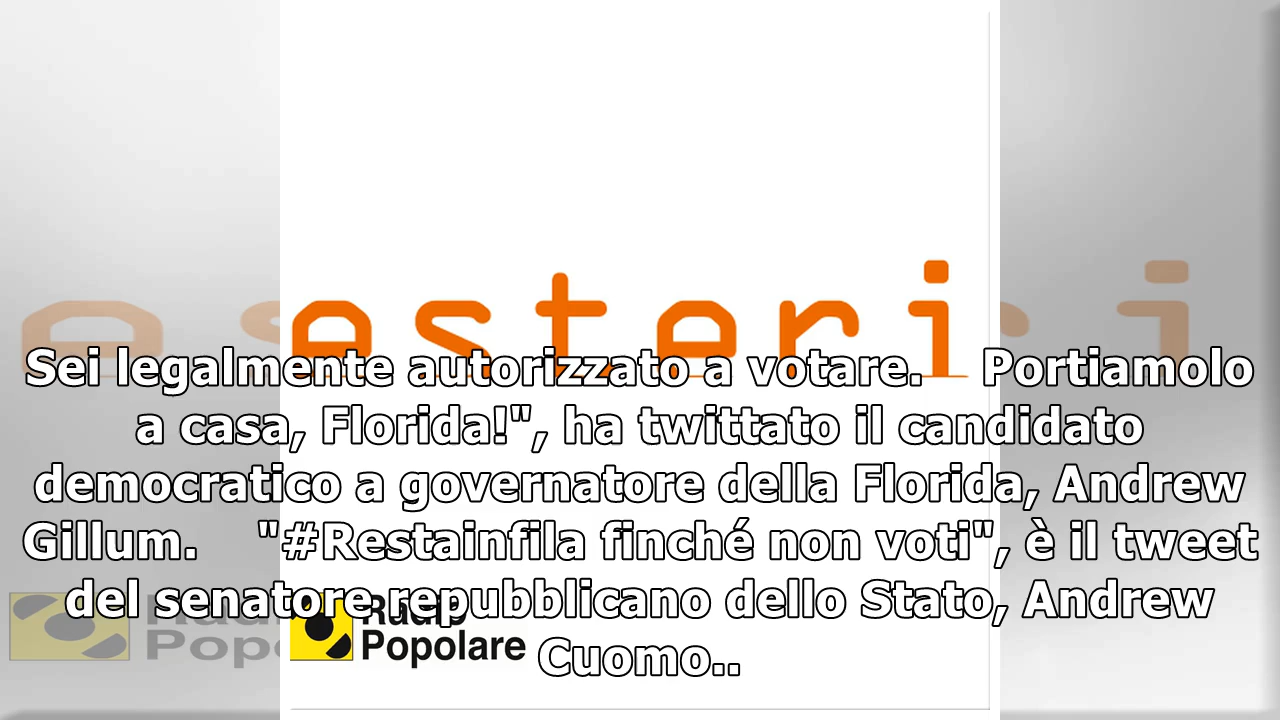 esteri
Sei legalmente autorizzato a votare. Portiamolo
a casa, Florida!", ha twittato il candidato
democratico a governatore della Florida, Andrew
Gillum. "#Restainfila finché non voti", è il tweet
del senatore repubblicano dello Stato, Andrew
Cuomo..
Radio
Popolare